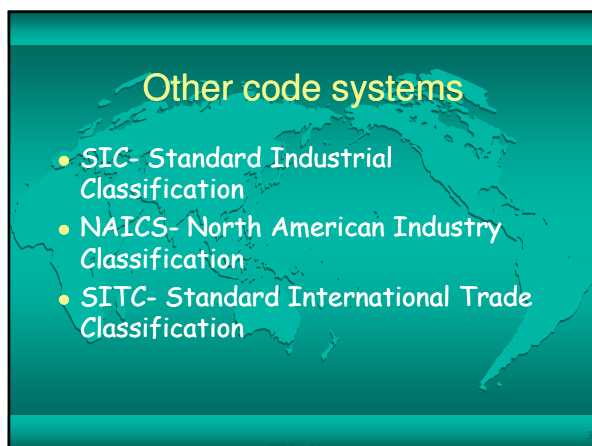 Other code systems
SIC- Standard Industrial
Classification
NAICS- North American Industry
Classification
SITC- Standard International Trade
Classification